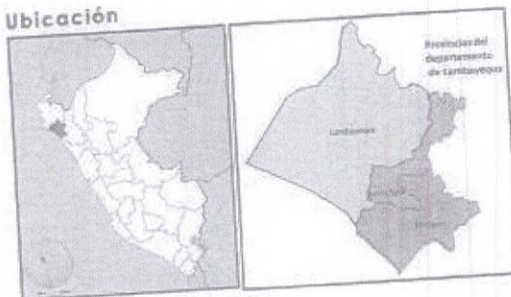 Ubicación
Provincias del
departamento
de Lambayeque
Lambayeque